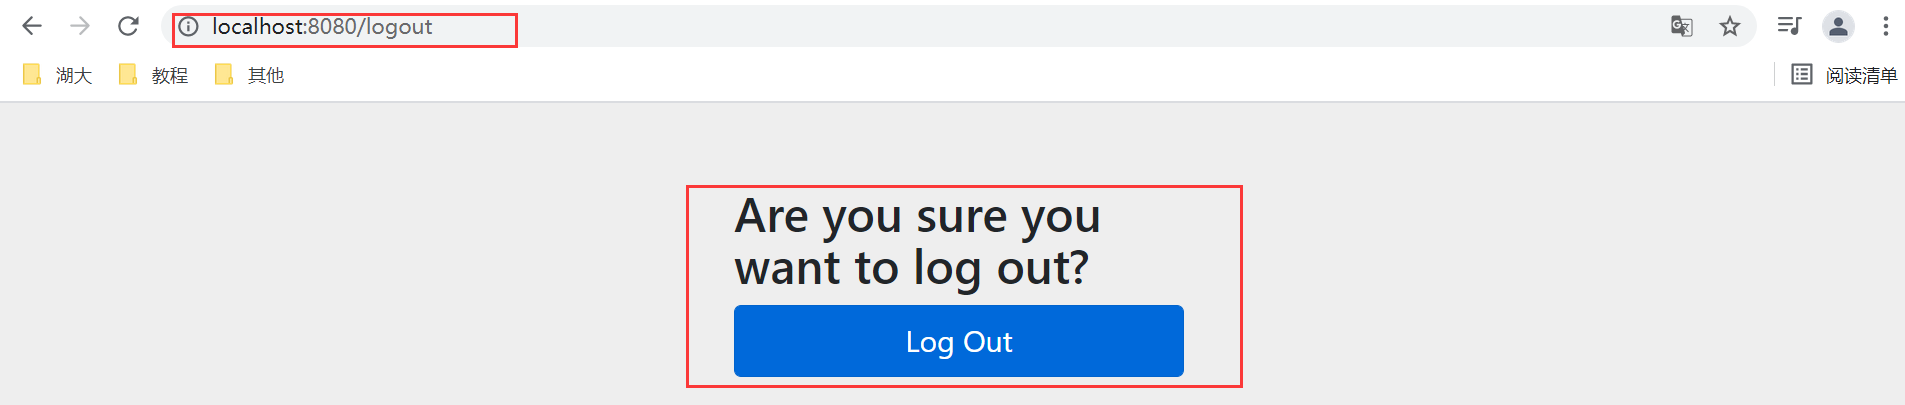 localhost:8080/logout
湖大 教程 其他 阅读清单
Are you sure you
want to log out?
Log Out